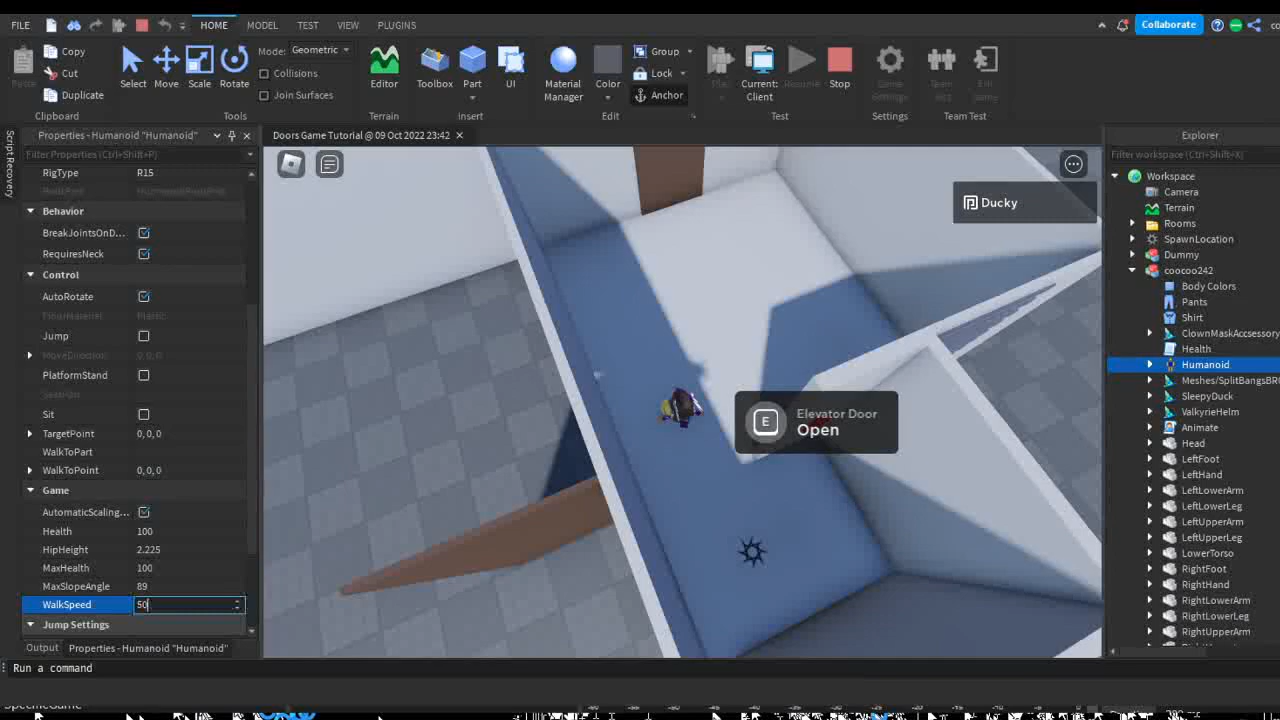 FILE HOME MODEL TEST VIEW PLUGINS Collaborate
Copy
Cut
Duplicate
Clipboard
Select Move Scale Rotate
Mode: Geometric
Collisions
Join Surfaces
Tools
Editor
Terrain
Toolbox Part UI
Insert
Material Manager
Color
Group
Lock
Anchor
Edit
Current: Client
Resume
Stop
Test
Game Settings
Settings
Team Test
Exit Game
Team Test
Script Recovery
Properties - Humanoid "Humanoid"
Filter Properties (Ctrl+Shift+P)
RigType R15
Behavior
BreakJointsOnD...
RequiresNeck
Control
AutoRotate
FloorMaterial Plastic
Jump
MoveDirection 0, 0, 0
PlatformStand
SeatPart
Sit
TargetPoint 0, 0, 0
WalkToPart
WalkToPoint 0, 0, 0
Game
AutomaticScaling...
Health 100
HipHeight 2.225
MaxHealth 100
MaxSlopeAngle 89
WalkSpeed 50
Jump Settings
Output Properties - Humanoid "Humanoid"
Run a command
Doors Game Tutorial @ 09 Oct 2022 23:42
Ducky
E
Elevator Door
Open
Explorer
Filter workspace (Ctrl+Shift+X)
Workspace
Camera
Terrain
Rooms
SpawnLocation
Dummy
coocoo242
Body Colors
Pants
Shirt
ClownMaskAccsessory
Health
Humanoid
Meshes/SplitBangsBR
SleepyDuck
ValkyrieHelm
Animate
Head
LeftFoot
LeftHand
LeftLowerArm
LeftLowerLeg
LeftUpperArm
LeftUpperLeg
LowerTorso
RightFoot
RightHand
RightLowerArm
RightLowerLeg
RightUpperArm